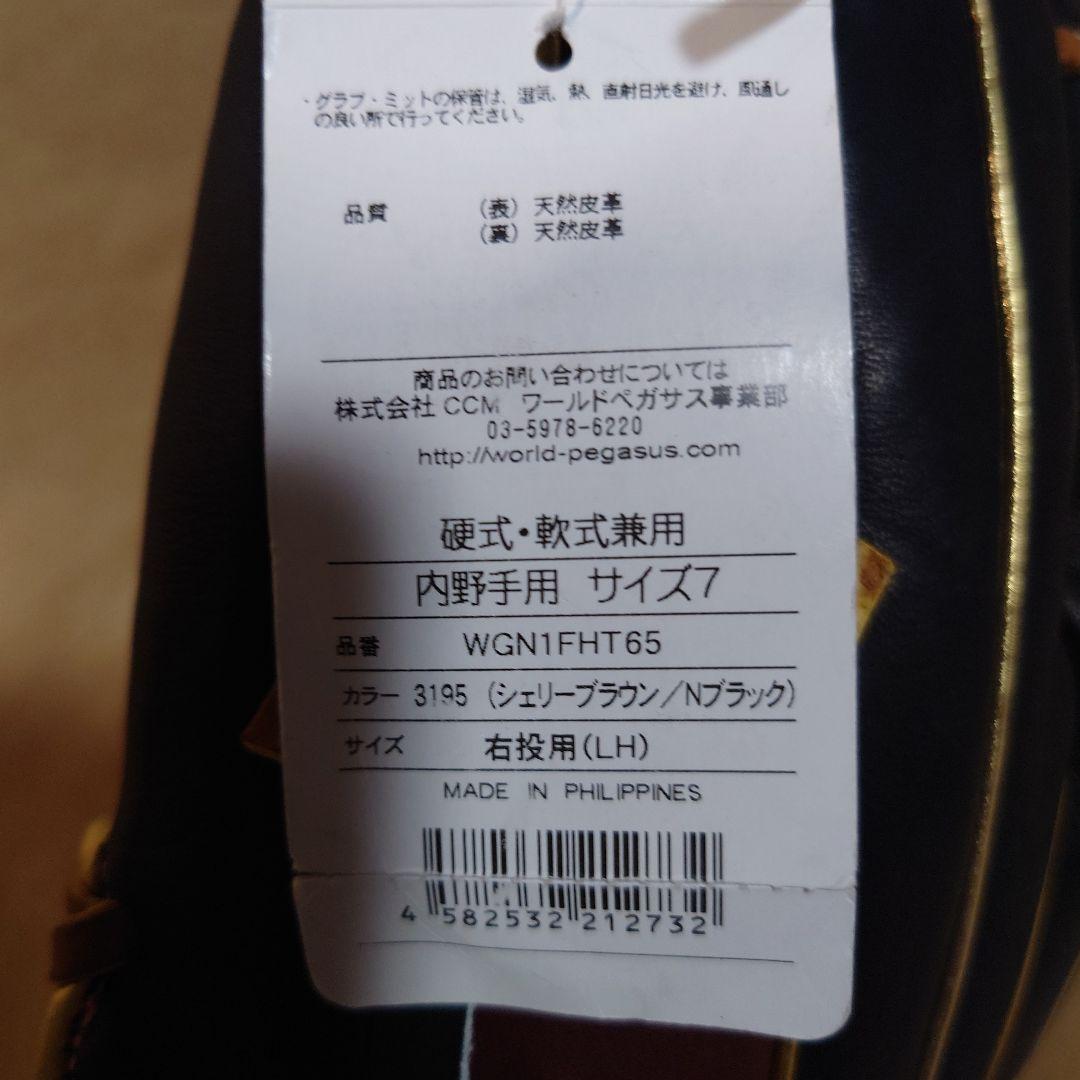 ・グラブ・ミットの保管は、湿気、熱、直射日光を避け、風通し
の良い所で行ってください。
品質 (表) 天然皮革
(裏) 天然皮革
商品のお問い合わせについては
株式会社 CCM ワールドペガサス事業部
03-5978-6220
http://world-pegasus.com
硬式・軟式兼用
内野手用 サイズ7
品番 WGN1FHT65
カラー 3195 (シェリーブラウン/Nブラック)
サイズ 右投用(LH)
MADE IN PHILIPPINES
4 582532 212732